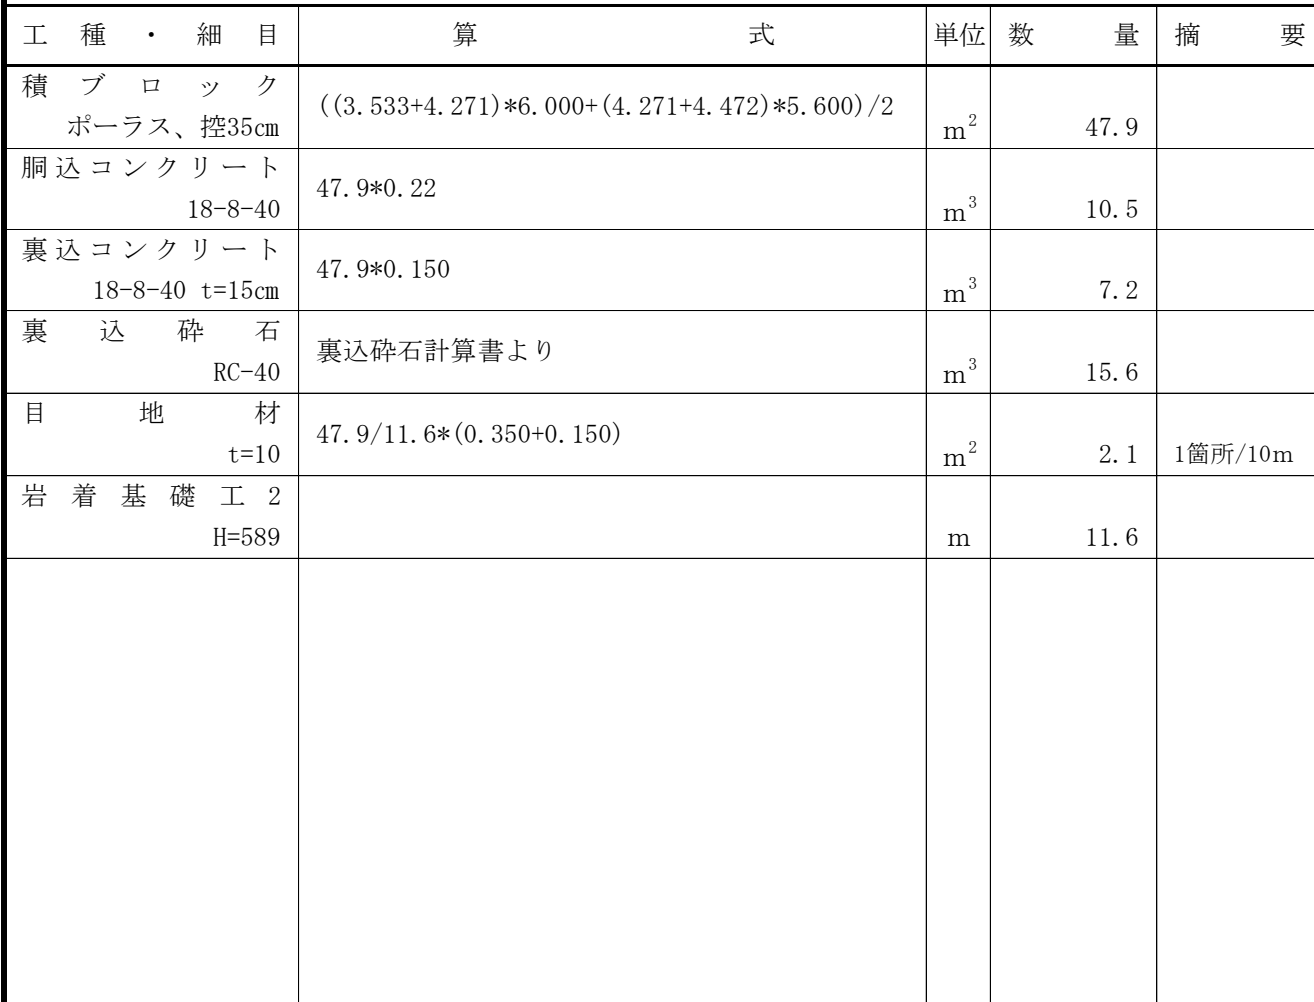 工種・細目 算式 単位 数量 摘要
積ブロック
ポーラス、控35cm ((3.533+4.271)*6.000+(4.271+4.472)*5.600)/2 m² 47.9
胴込コンクリート
18-8-40 47.9*0.22 m³ 10.5
裏込コンクリート
18-8-40 t=15cm 47.9*0.150 m³ 7.2
裏込砕石
RC-40 裏込砕石計算書より m³ 15.6
目地材
t=10 47.9/11.6*(0.350+0.150) m² 2.1 1箇所/10m
岩着基礎工2
H=589 m 11.6